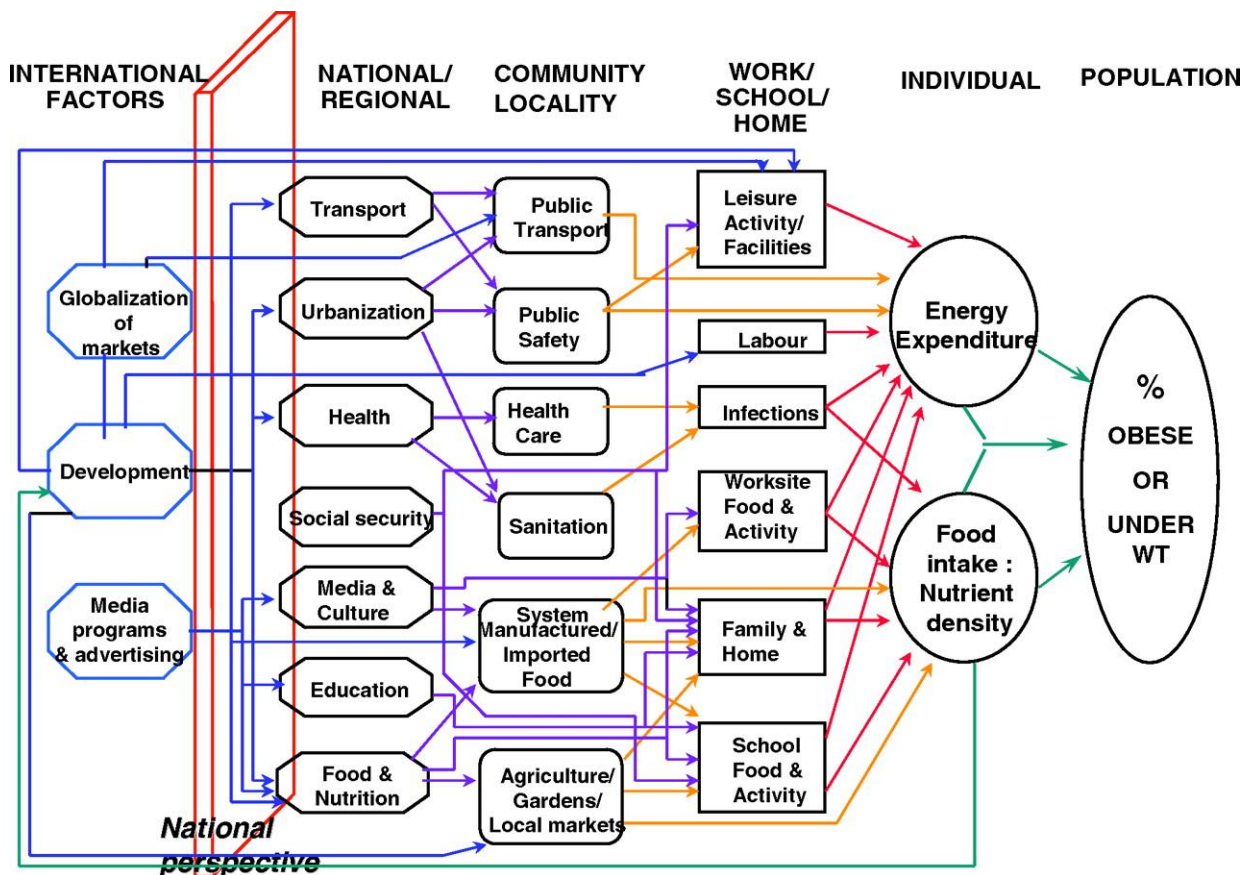 INTERNATIONAL
FACTORS
NATIONAL/
REGIONAL
COMMUNITY
LOCALITY
WORK/
SCHOOL/
HOME
INDIVIDUAL
POPULATION
Globalization
of
markets
Development
Media
programs
& advertising
National
perspective
Transport
Urbanization
Health
Social security
Media &
Culture
Education
Food &
Nutrition
Public
Transport
Public
Safety
Health
Care
Sanitation
System
Manufactured/
Imported
Food
Agriculture/
Gardens/
Local markets
Leisure
Activity/
Facilities
Labour
Infections
Worksite
Food &
Activity
Family &
Home
School
Food &
Activity
Energy
Expenditure
Food
intake :
Nutrient
density
%
OBESE
OR
UNDER
WT